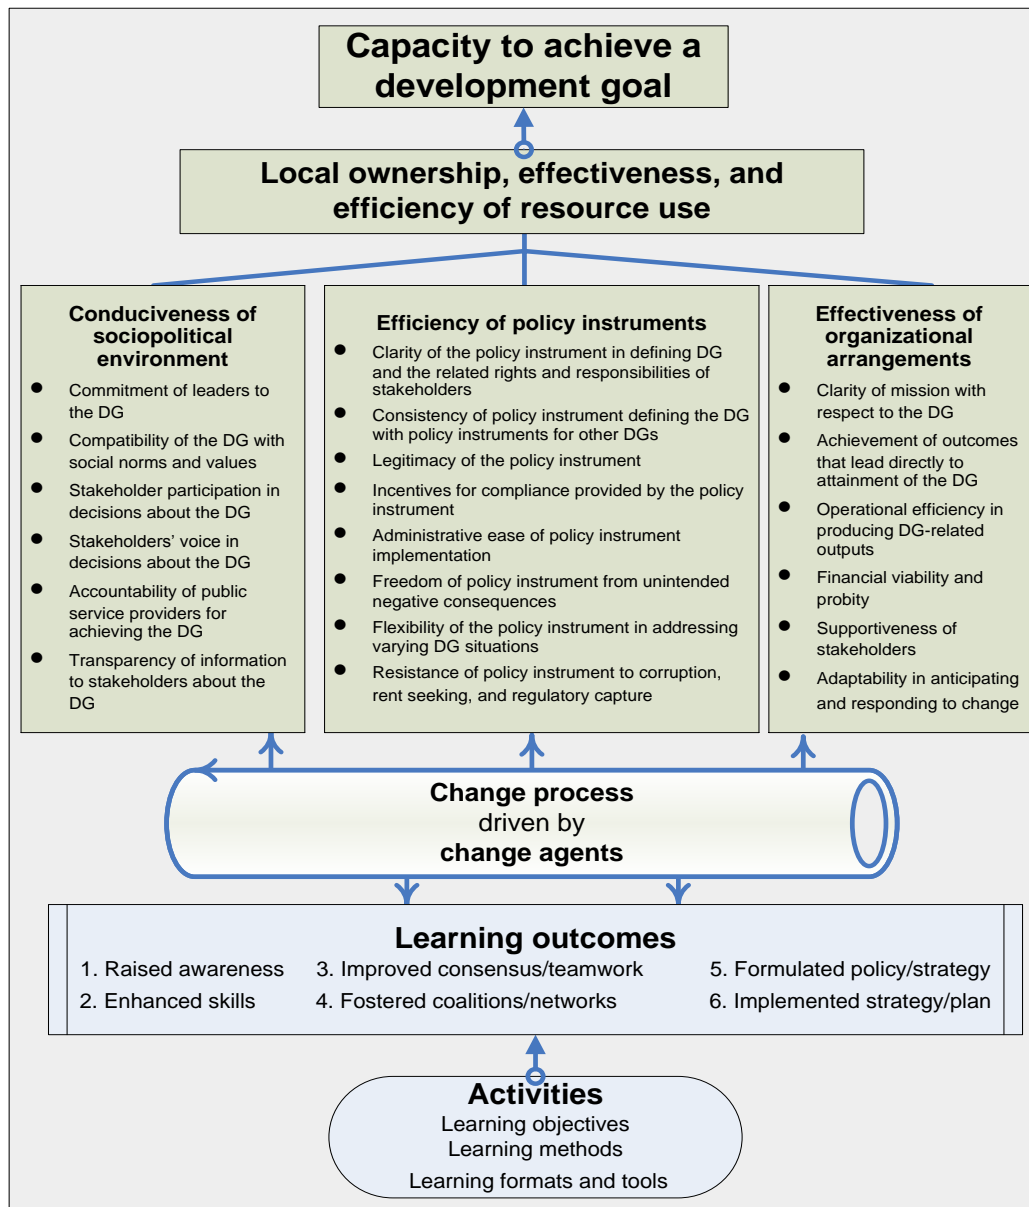 Capacity to achieve a
development goal
Local ownership, effectiveness, and
efficiency of resource use
Conduciveness of
sociopolitical
environment
● Commitment of leaders to
the DG
● Compatibility of the DG with
social norms and values
● Stakeholder participation in
decisions about the DG
● Stakeholders’ voice in
decisions about the DG
● Accountability of public
service providers for
achieving the DG
● Transparency of information
to stakeholders about the
DG
Efficiency of policy instruments
● Clarity of the policy instrument in defining DG
and the related rights and responsibilities of
stakeholders
● Consistency of policy instrument defining the DG
with policy instruments for other DGs
● Legitimacy of the policy instrument
● Incentives for compliance provided by the policy
instrument
● Administrative ease of policy instrument
implementation
● Freedom of policy instrument from unintended
negative consequences
● Flexibility of the policy instrument in addressing
varying DG situations
● Resistance of policy instrument to corruption,
rent seeking, and regulatory capture
Effectiveness of
organizational
arrangements
● Clarity of mission with
respect to the DG
● Achievement of outcomes
that lead directly to
attainment of the DG
● Operational efficiency in
producing DG-related
outputs
● Financial viability and
probity
● Supportiveness of
stakeholders
● Adaptability in anticipating
and responding to change
Change process
driven by
change agents
Learning outcomes
1. Raised awareness
2. Enhanced skills
3. Improved consensus/teamwork
4. Fostered coalitions/networks
5. Formulated policy/strategy
6. Implemented strategy/plan
Activities
Learning objectives
Learning methods
Learning formats and tools